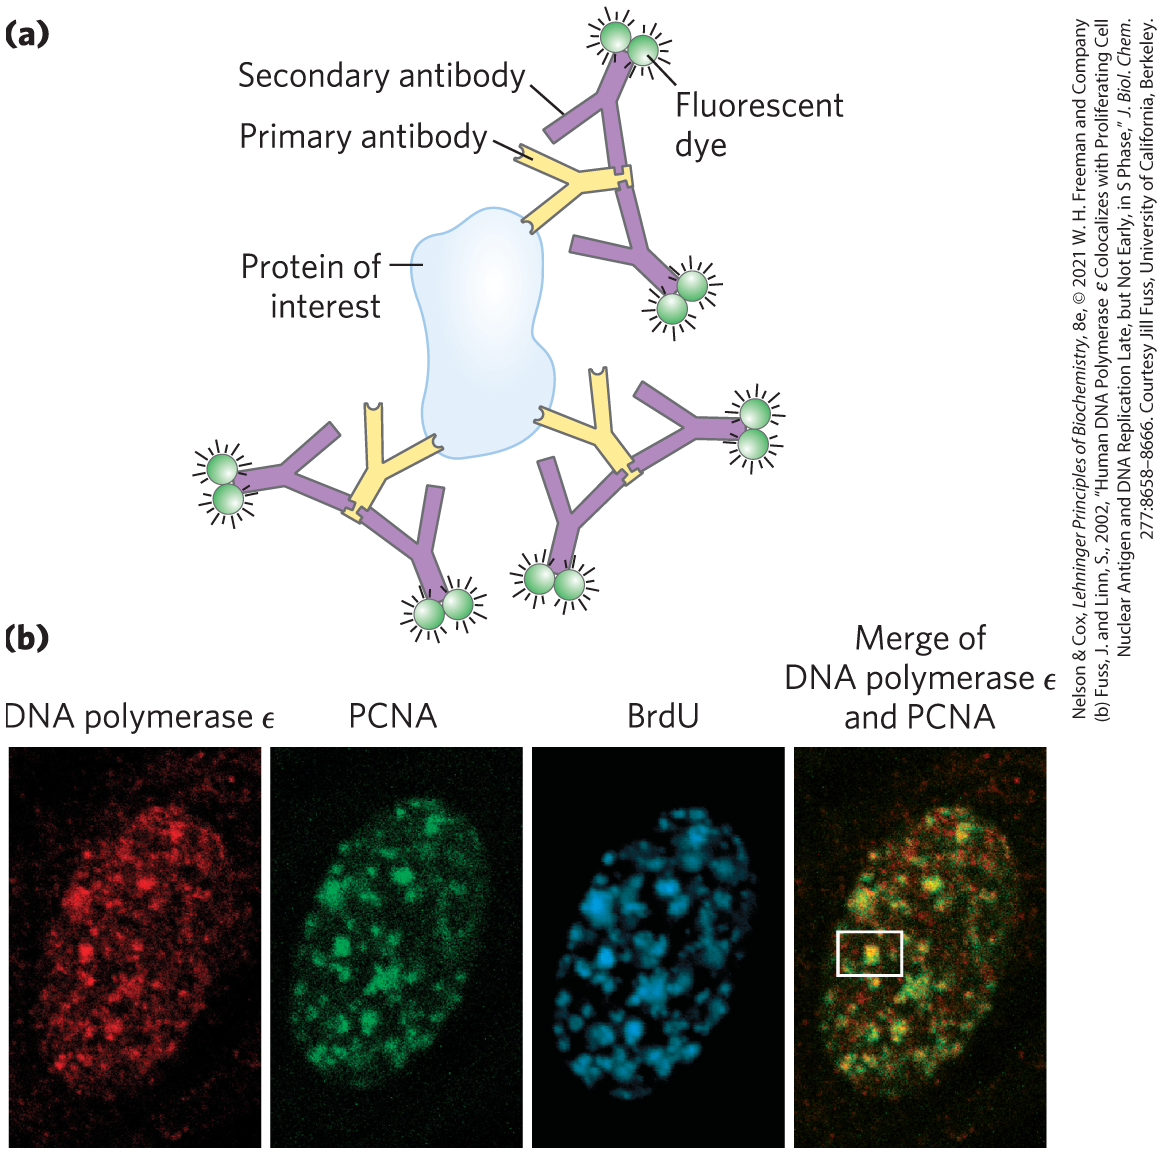 (a)
Secondary antibody
Primary antibody
Fluorescent
dye
Protein of
interest
(b)
DNA polymerase ϵ
PCNA
BrdU
Merge of
DNA polymerase ϵ
and PCNA
Nelson & Cox, Lehninger Principles of Biochemistry, 8e, © 2021 W. H. Freeman and Company
(b) Fuss, J. and Linn, S., 2002, “Human DNA Polymerase ε Colocalizes with Proliferating Cell
Nuclear Antigen and DNA Replication Late, but Not Early, in S Phase,” J. Biol. Chem.
277:8658–8666. Courtesy Jill Fuss, University of California, Berkeley.